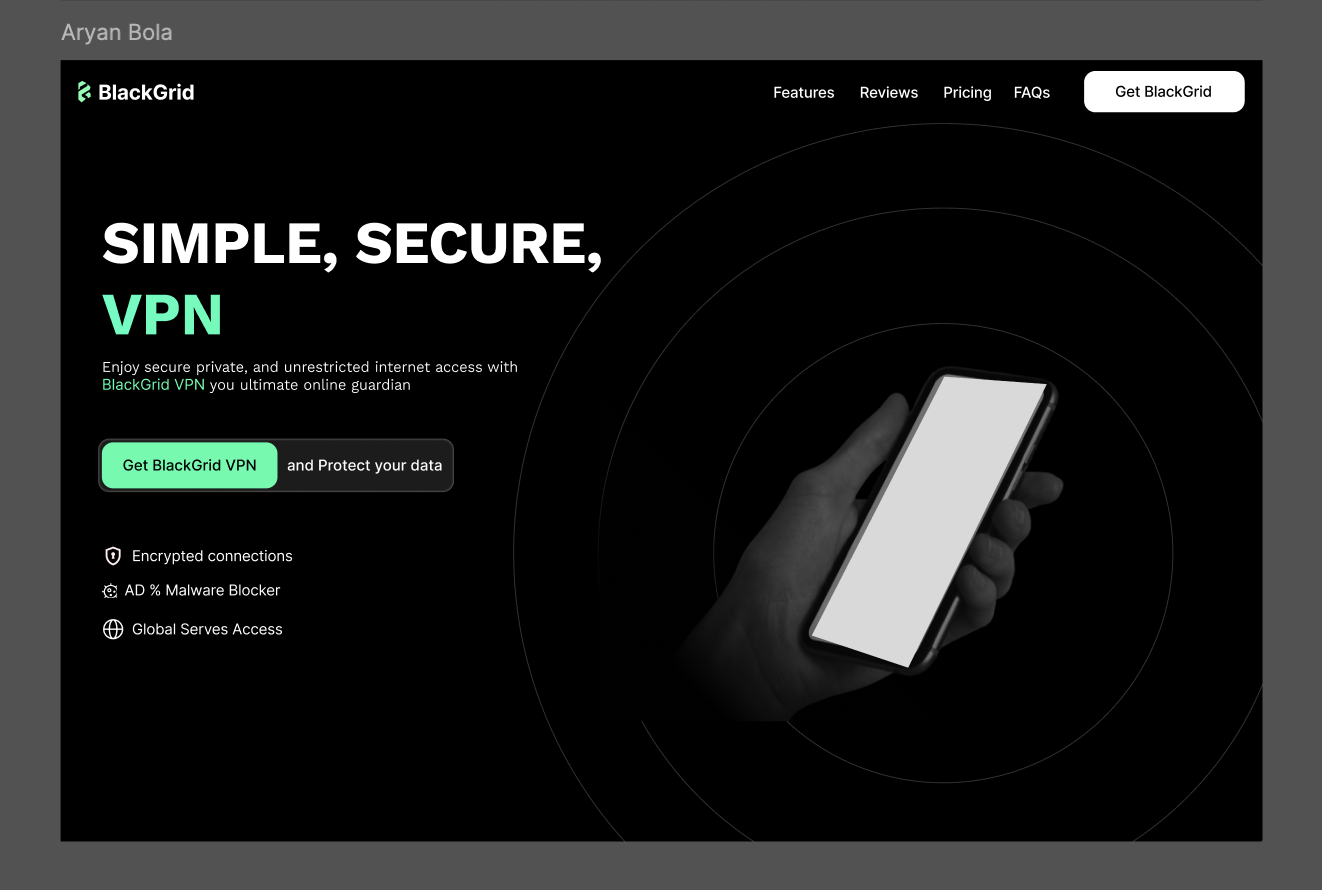 Aryan Bola
BlackGrid
Features Reviews Pricing FAQs Get BlackGrid
SIMPLE, SECURE,
VPN
Enjoy secure private, and unrestricted internet access with
BlackGrid VPN you ultimate online guardian
Get BlackGrid VPN and Protect your data
Encrypted connections
AD % Malware Blocker
Global Serves Access